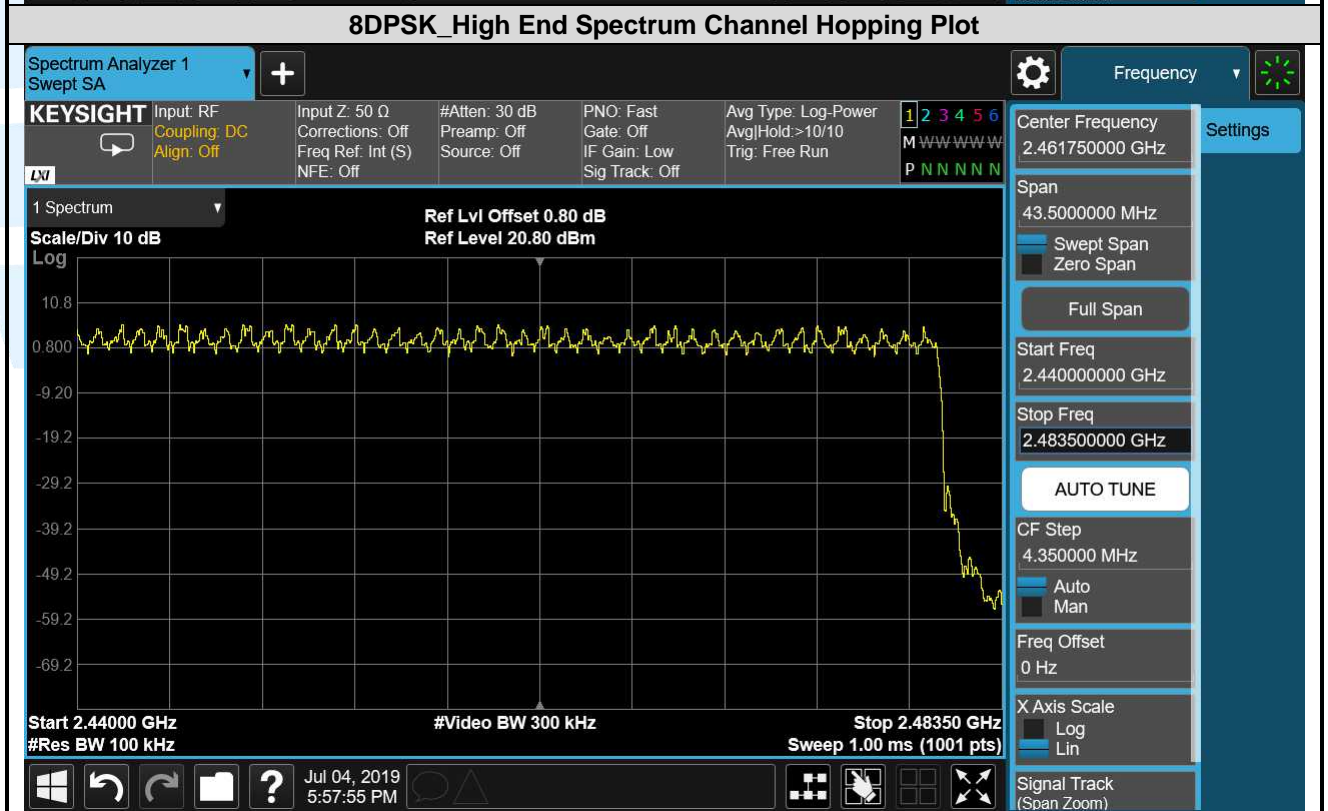 8DPSK_High End Spectrum Channel Hopping Plot
Spectrum Analyzer 1
Swept SA
+
Frequency
KEYSIGHT
LXI
Input: RF
Coupling: DC
Align: Off
Input Z: 50 Ω
Corrections: Off
Freq Ref: Int (S)
NFE: Off
#Atten: 30 dB
Preamp: Off
Source: Off
PNO: Fast
Gate: Off
IF Gain: Low
Sig Track: Off
Avg Type: Log-Power
Avg|Hold:>10/10
Trig: Free Run
1 2 3 4 5 6
M W W W W W
P N N N N N
1 Spectrum
Scale/Div 10 dB
Log
Ref Lvl Offset 0.80 dB
Ref Level 20.80 dBm
10.8
0.800
-9.20
-19.2
-29.2
-39.2
-49.2
-59.2
-69.2
Start 2.44000 GHz
#Res BW 100 kHz
#Video BW 300 kHz
Stop 2.48350 GHz
Sweep 1.00 ms (1001 pts)
Center Frequency
2.461750000 GHz
Settings
Span
43.5000000 MHz
Swept Span
Zero Span
Full Span
Start Freq
2.440000000 GHz
Stop Freq
2.483500000 GHz
AUTO TUNE
CF Step
4.350000 MHz
Auto
Man
Freq Offset
0 Hz
X Axis Scale
Log
Lin
Signal Track
(Span Zoom)
?
Jul 04, 2019
5:57:55 PM